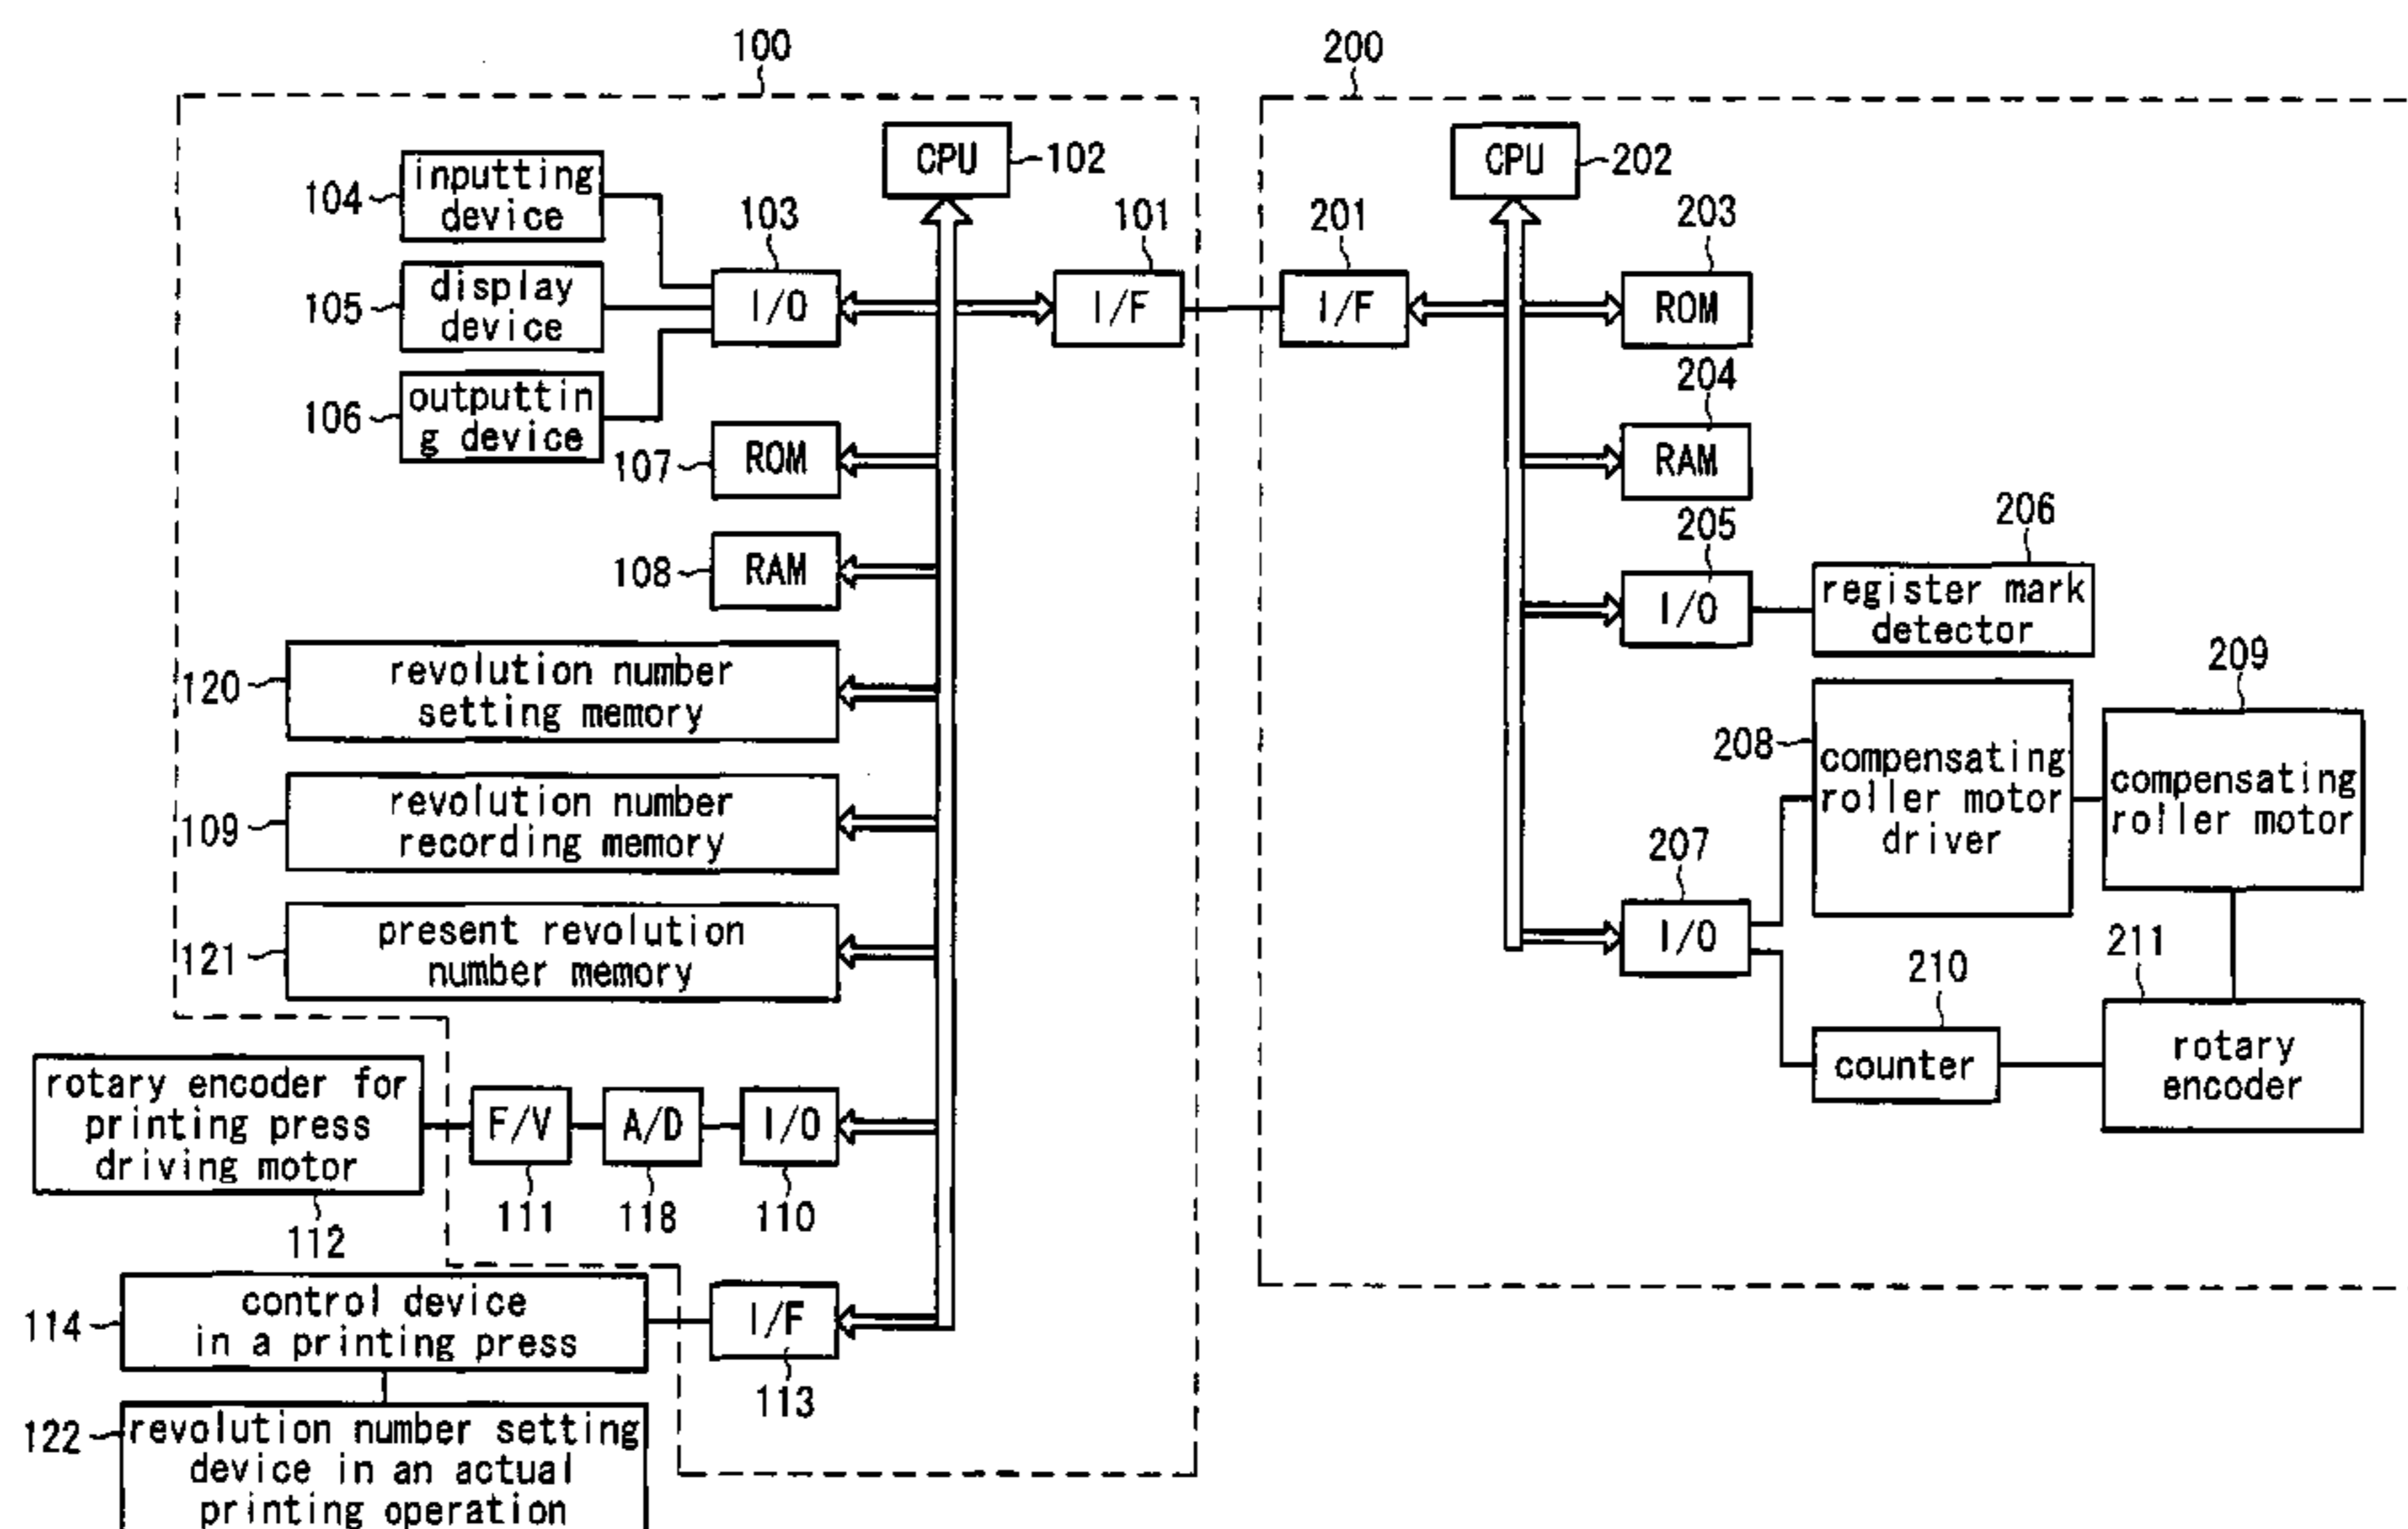 100
200
CPU
102
CPU
202
104
inputting
device
103
101
201
203
105
display
device
I/O
I/F
I/F
ROM
106
outputtin
g device
204
107
ROM
RAM
108
RAM
205
206
I/O
register mark
detector
120
revolution number
setting memory
209
208
compensating
roller motor
driver
compensating
roller motor
109
revolution number
recording memory
207
121
present revolution
number memory
I/O
210
211
counter
rotary
encoder
rotary encoder for
printing press
driving motor
F/V
A/D
I/O
112
111
118
110
114
control device
in a printing press
I/F
113
122
revolution number setting
device in an actual
printing operation